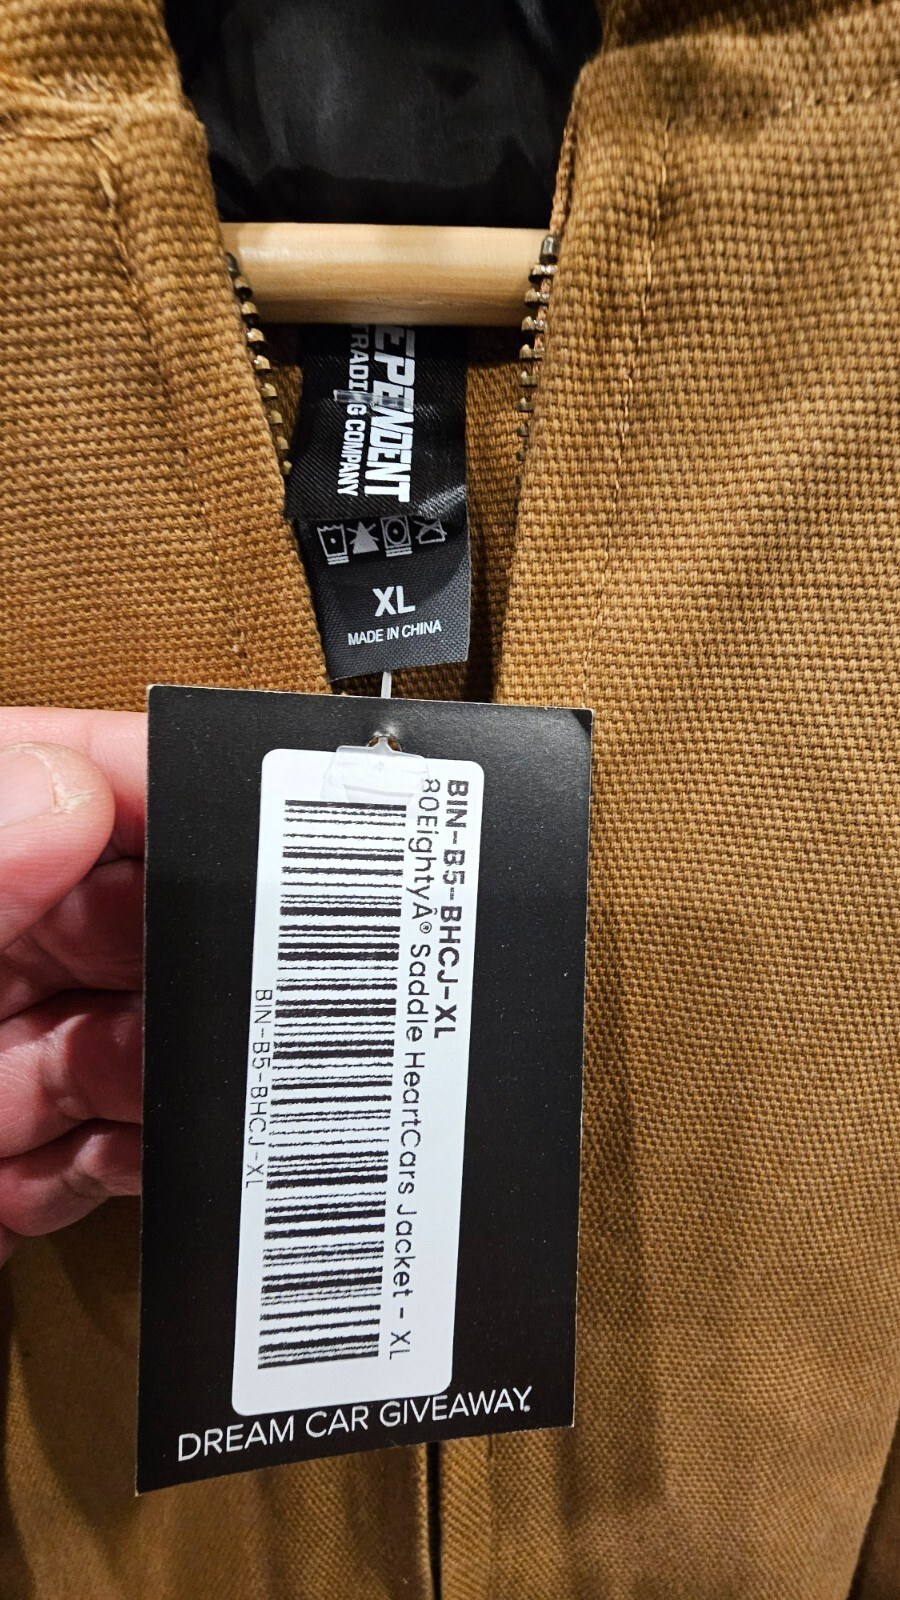 EPENDENT
TRADING COMPANY
XL
MADE IN CHINA
BIN-B5-BHCJ-XL
80EightyÂ® Saddle HeartCars Jacket - XL
BIN-B5-BHCJ-XL
DREAM CAR GIVEAWAY.